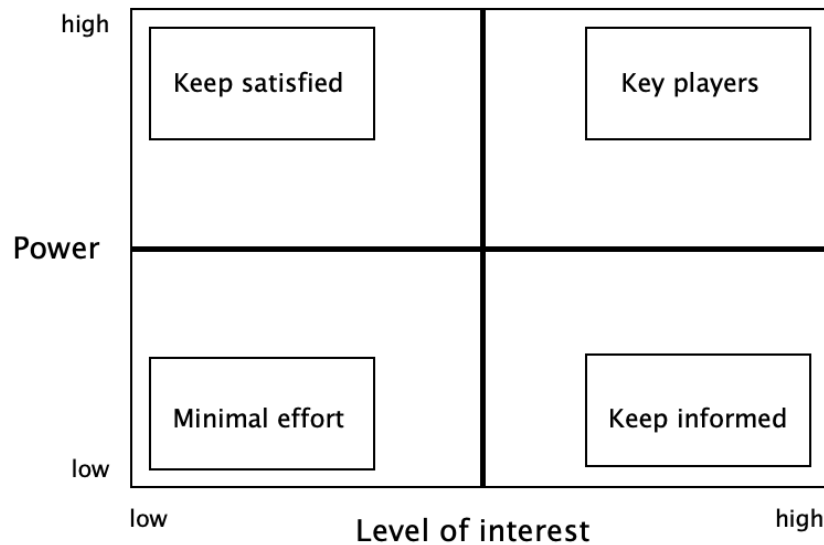 high
Keep satisfied
Key players
Power
Minimal effort
Keep informed
low
low
high
Level of interest